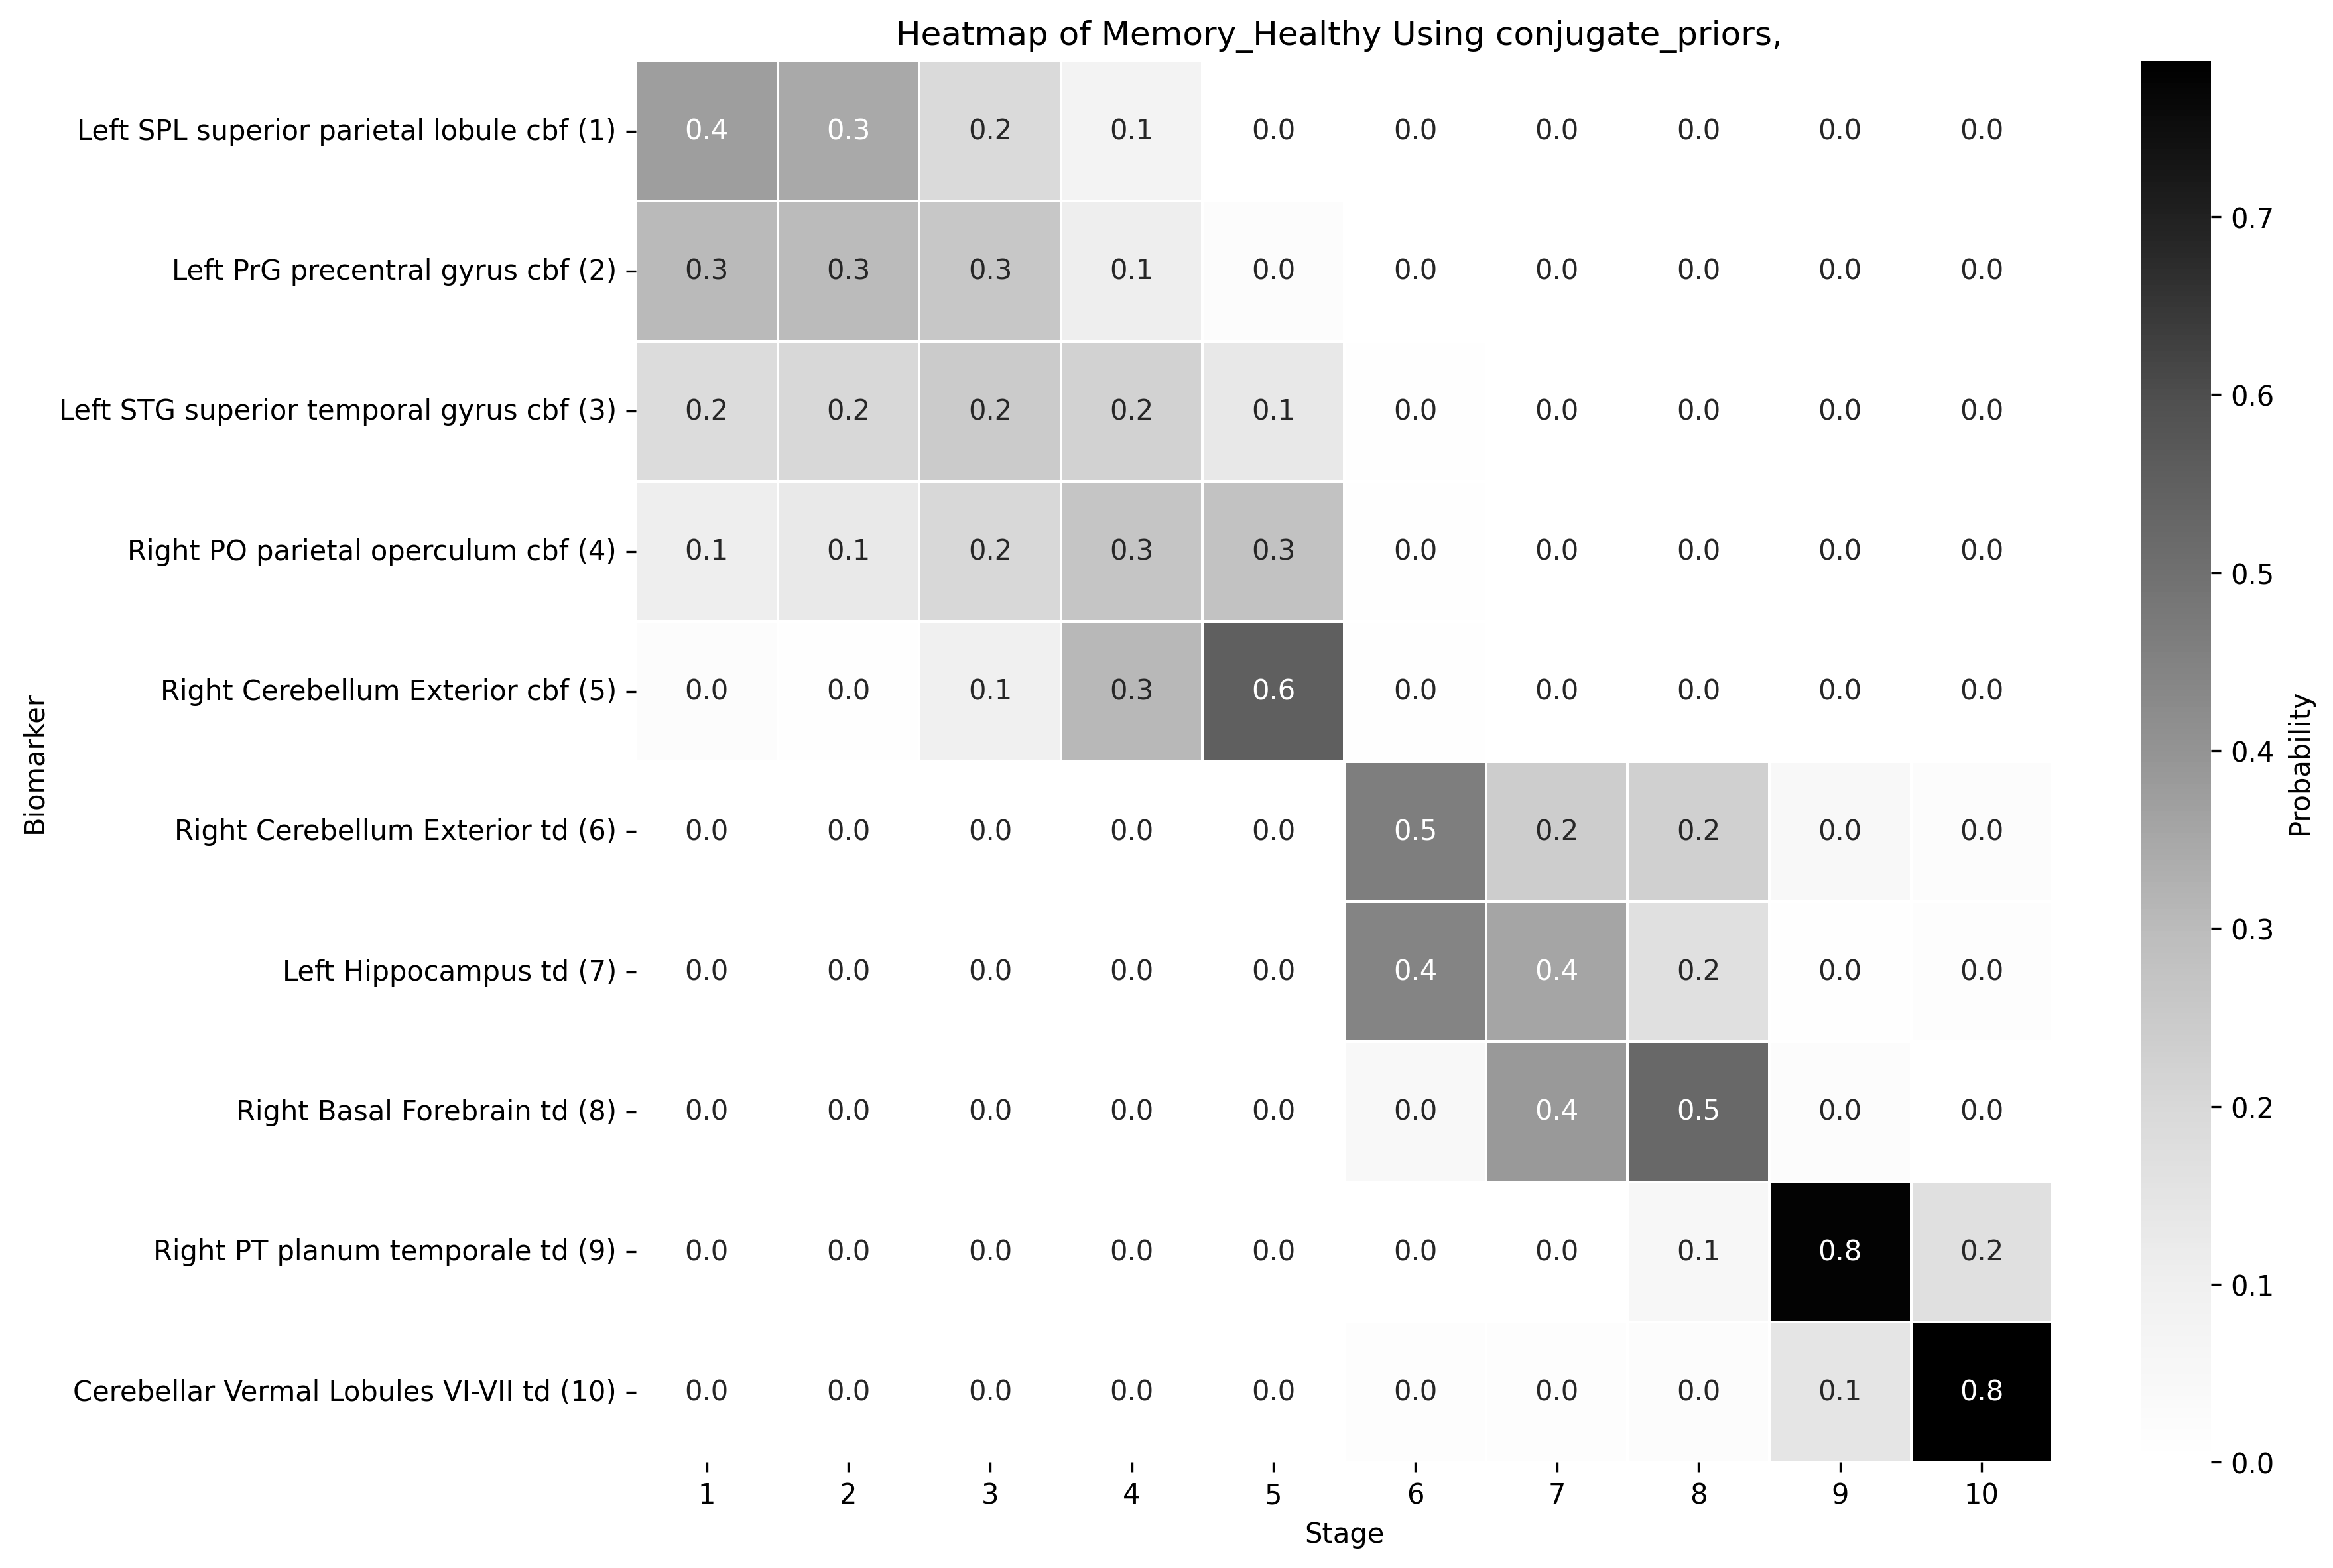 Heatmap of Memory_Healthy Using conjugate_priors,
Biomarker
Left SPL superior parietal lobule cbf (1) 0.4 0.3 0.2 0.1 0.0 0.0 0.0 0.0 0.0 0.0
Left PrG precentral gyrus cbf (2) 0.3 0.3 0.3 0.1 0.0 0.0 0.0 0.0 0.0 0.0
Left STG superior temporal gyrus cbf (3) 0.2 0.2 0.2 0.2 0.1 0.0 0.0 0.0 0.0 0.0
Right PO parietal operculum cbf (4) 0.1 0.1 0.2 0.3 0.3 0.0 0.0 0.0 0.0 0.0
Right Cerebellum Exterior cbf (5) 0.0 0.0 0.1 0.3 0.6 0.0 0.0 0.0 0.0 0.0
Right Cerebellum Exterior td (6) 0.0 0.0 0.0 0.0 0.0 0.5 0.2 0.2 0.0 0.0
Left Hippocampus td (7) 0.0 0.0 0.0 0.0 0.0 0.4 0.4 0.2 0.0 0.0
Right Basal Forebrain td (8) 0.0 0.0 0.0 0.0 0.0 0.0 0.4 0.5 0.0 0.0
Right PT planum temporale td (9) 0.0 0.0 0.0 0.0 0.0 0.0 0.0 0.1 0.8 0.2
Cerebellar Vermal Lobules VI-VII td (10) 0.0 0.0 0.0 0.0 0.0 0.0 0.0 0.0 0.1 0.8
1 2 3 4 5 6 7 8 9 10
Stage
0.7
0.6
0.5
0.4
0.3
0.2
0.1
0.0
Probability